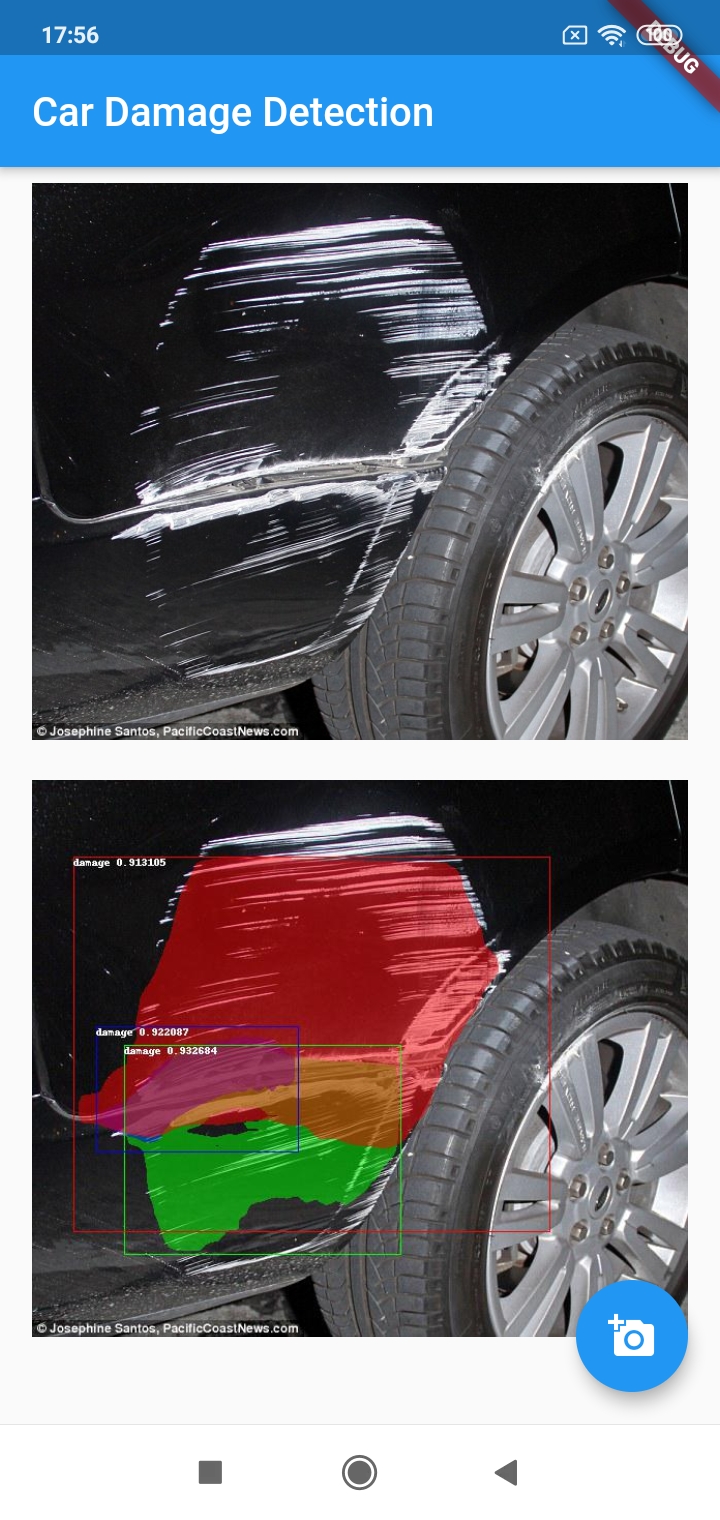 17:56
100
DEBUG
Car Damage Detection
© Josephine Santos, PacificCoastNews.com
damage 0.913105
damage 0.922087
damage 0.932684
© Josephine Santos, PacificCoastNews.com